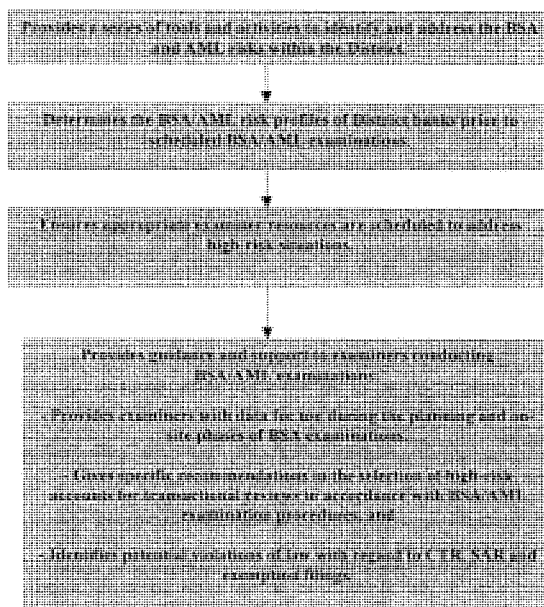 Provides a series of tools and activities to identify and address the BSA
and AML risks within the District.
Determines the BSA/AML risk profiles of District banks prior to
scheduled BSA/AML examinations.
Ensures appropriate examiner resources are scheduled to address
high risk situations
Provides guidance and support to examiners conducting
BSA/AML examinations
- Provides examiners with data for use during the planning and on-
site phases of BSA examinations,
- Gives specific recommendations in the selection of high-risk
accounts for transactional reviews in accordance with BSA/AML
examination procedures, and
- Identifies potential violations of law with regard to CTR, SAR and
exemption filings